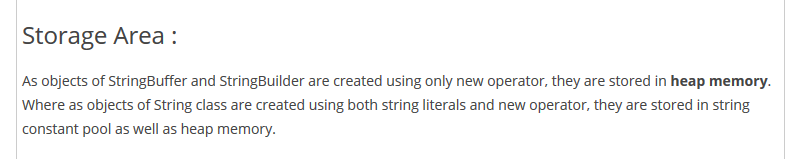 Storage Area :
As objects of StringBuffer and StringBuilder are created using only new operator, they are stored in heap memory.
Where as objects of String class are created using both string literals and new operator, they are stored in string
constant pool as well as heap memory.